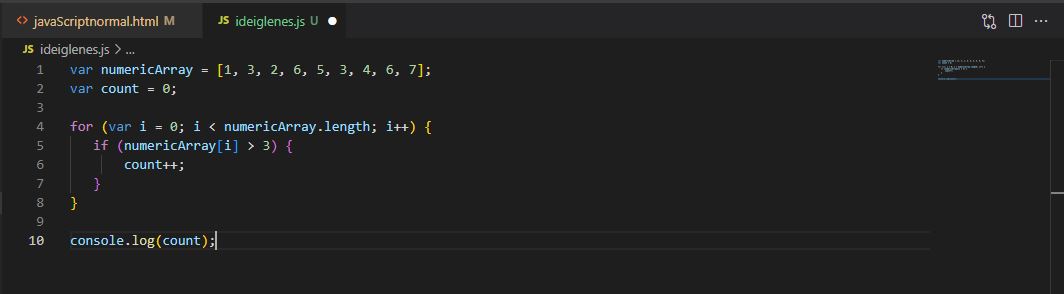 <> javaScriptnormal.html M JS ideiglenes.js U ● ...
JS ideiglenes.js > ...
1 var numericArray = [1, 3, 2, 6, 5, 3, 4, 6, 7];
2 var count = 0;
3
4 for (var i = 0; i < numericArray.length; i++) {
5 if (numericArray[i] > 3) {
6 count++;
7 }
8 }
9
10 console.log(count);